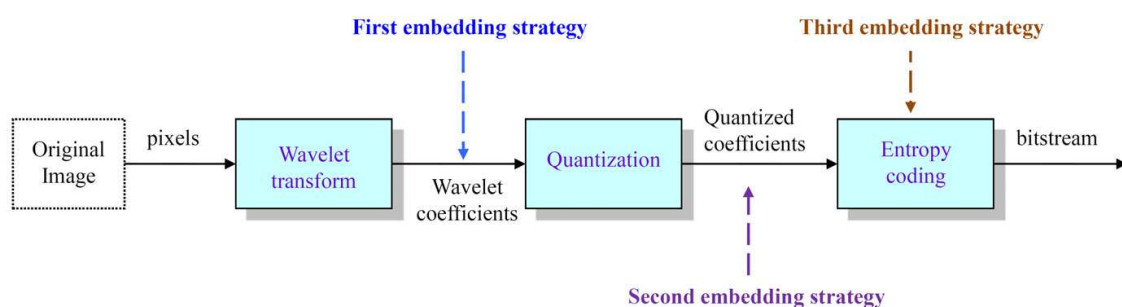 First embedding strategy
Third embedding strategy
Original
Image
pixels
Wavelet
transform
Wavelet
coefficients
Quantization
Quantized
coefficients
Entropy
coding
bitstream
Second embedding strategy